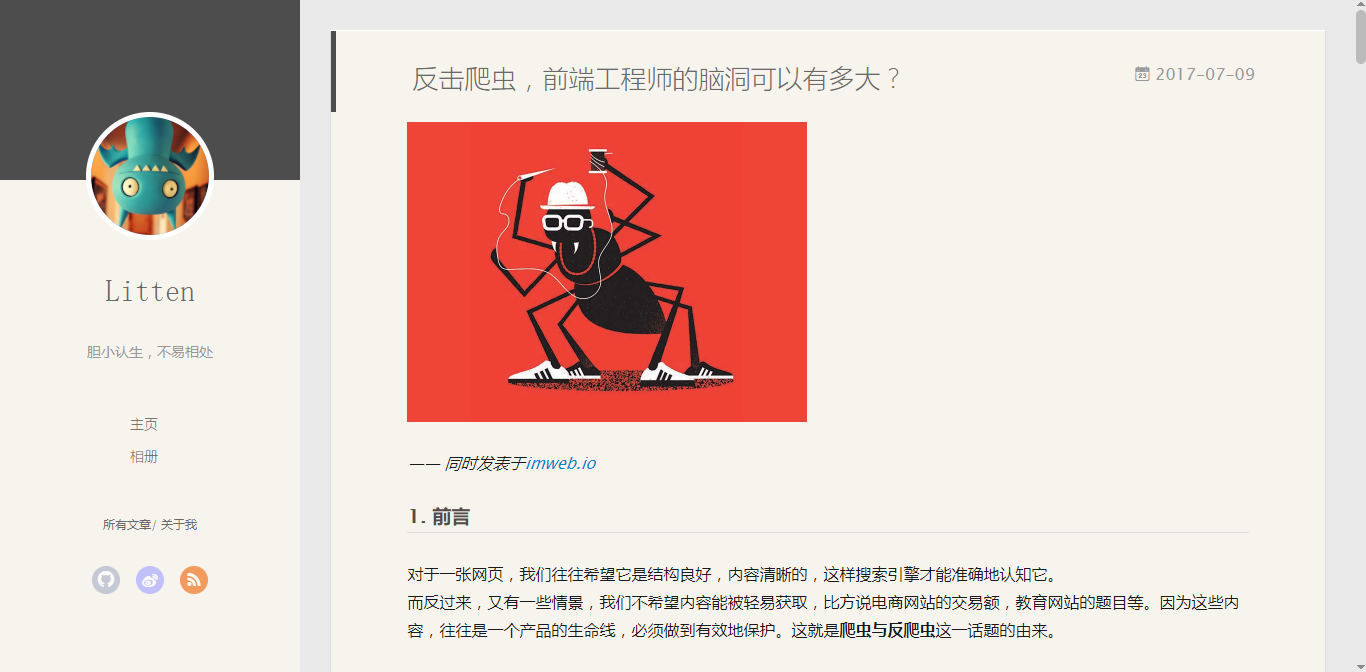 Litten
胆小认生，不易相处
主页
相册
所有文章/ 关于我
反击爬虫，前端工程师的脑洞可以有多大？
23 2017-07-09
—— 同时发表于imweb.io
1. 前言
对于一张网页，我们往往希望它是结构良好，内容清晰的，这样搜索引擎才能准确地认知它。
而反过来，又有一些情景，我们不希望内容能被轻易获取，比方说电商网站的交易额，教育网站的题目等。因为这些内
容，往往是一个产品的生命线，必须做到有效地保护。这就是爬虫与反爬虫这一话题的由来。